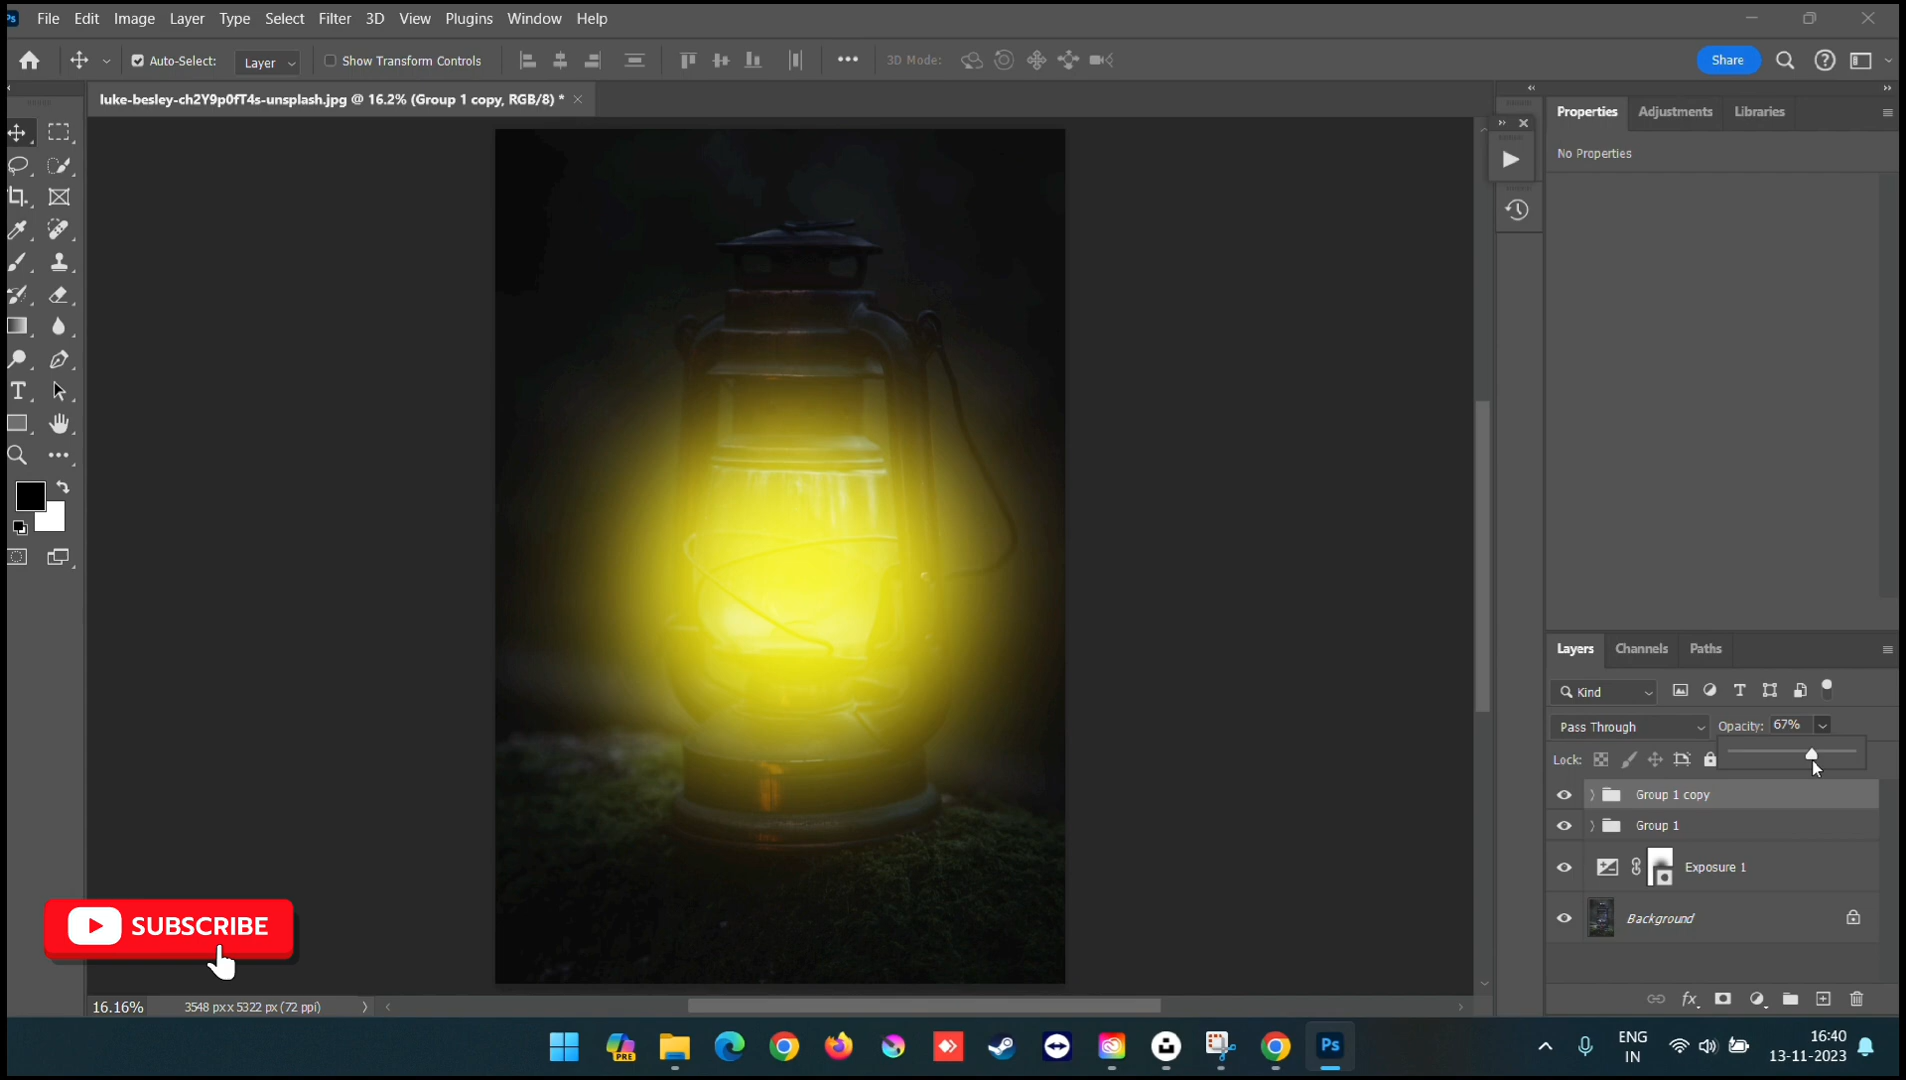 Ps File Edit Image Layer Type Select Filter 3D View Plugins Window Help
Auto-Select: Layer Show Transform Controls 3D Mode: Share
luke-besley-ch2Y9p0fT4s-unsplash.jpg @ 16.2% (Group 1 copy, RGB/8) *
Properties Adjustments Libraries
No Properties
Layers Channels Paths
Kind
Pass Through Opacity: 67%
Lock:
Group 1 copy
Group 1
Exposure 1
Background
SUBSCRIBE
16.16% 3548 px x 5322 px (72 ppi)
PRE Ps
ENG
IN
16:40
13-11-2023